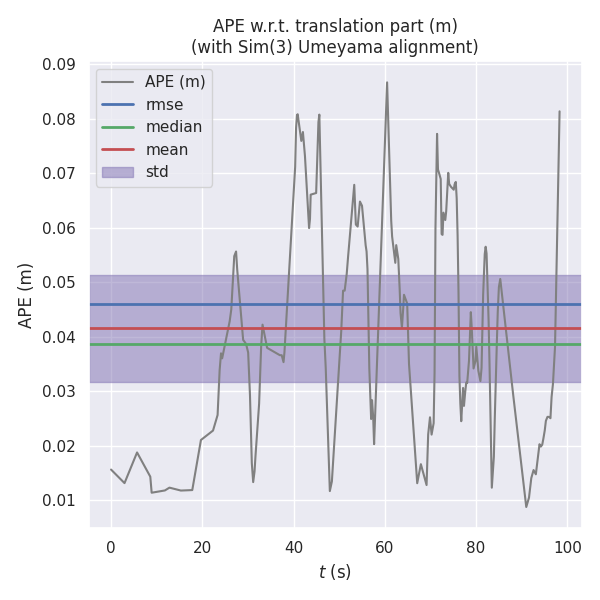 APE w.r.t. translation part (m)
(with Sim(3) Umeyama alignment)
APE (m)
rmse
median
mean
std
APE (m)
0.09
0.08
0.07
0.06
0.05
0.04
0.03
0.02
0.01
0 20 40 60 80 100
t (s)